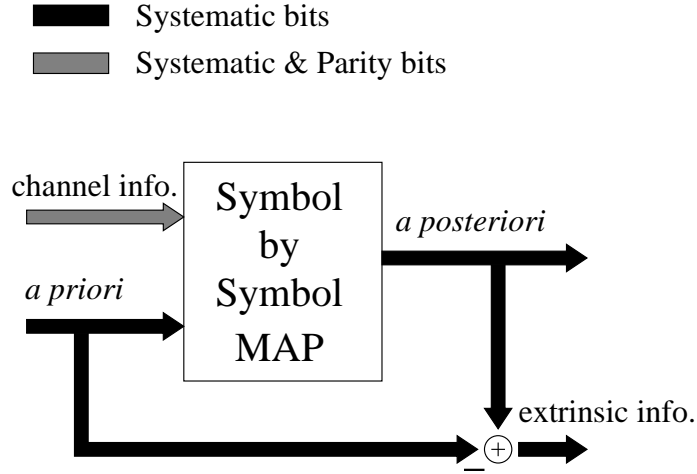 Systematic bits
Systematic & Parity bits
channel info.
a priori
Symbol
by
Symbol
MAP
a posteriori
extrinsic info.
+
−